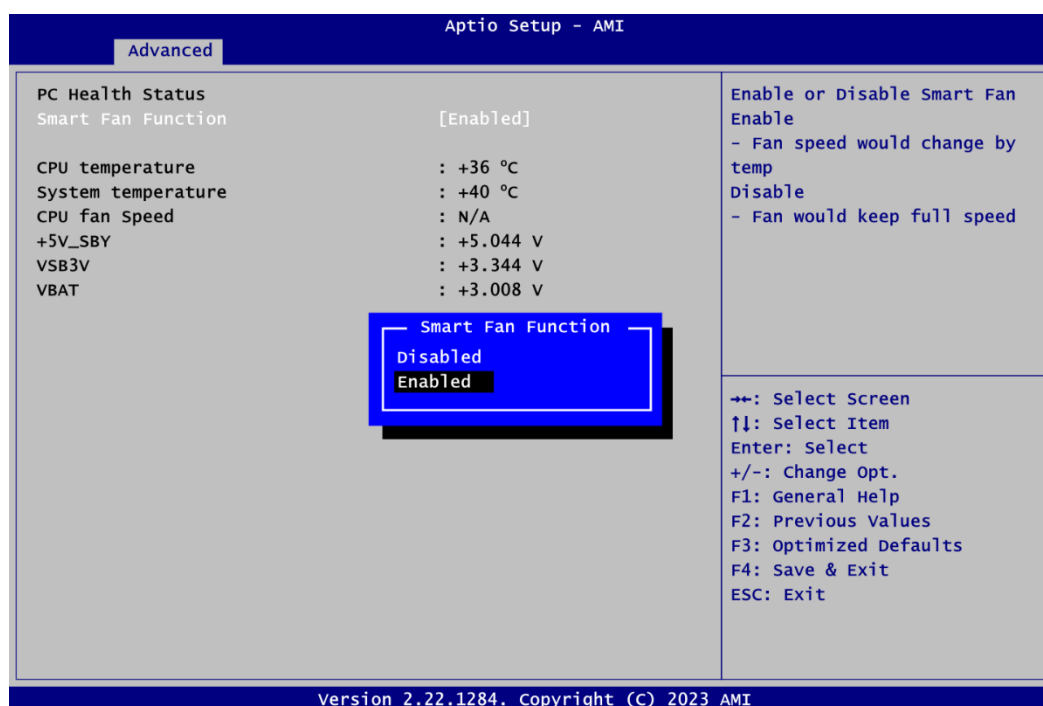 Aptio Setup - AMI
Advanced
PC Health Status
Smart Fan Function [Enabled]
CPU temperature : +36 ºC
System temperature : +40 ºC
CPU fan Speed : N/A
+5V_SBY : +5.044 V
VSB3V : +3.344 V
VBAT : +3.008 V
Smart Fan Function
Disabled
Enabled
Enable or Disable Smart Fan
Enable
- Fan speed would change by
temp
Disable
- Fan would keep full speed
→←: Select Screen
↑↓: Select Item
Enter: Select
+/-: Change Opt.
F1: General Help
F2: Previous Values
F3: Optimized Defaults
F4: Save & Exit
ESC: Exit
Version 2.22.1284. Copyright (C) 2023 AMI